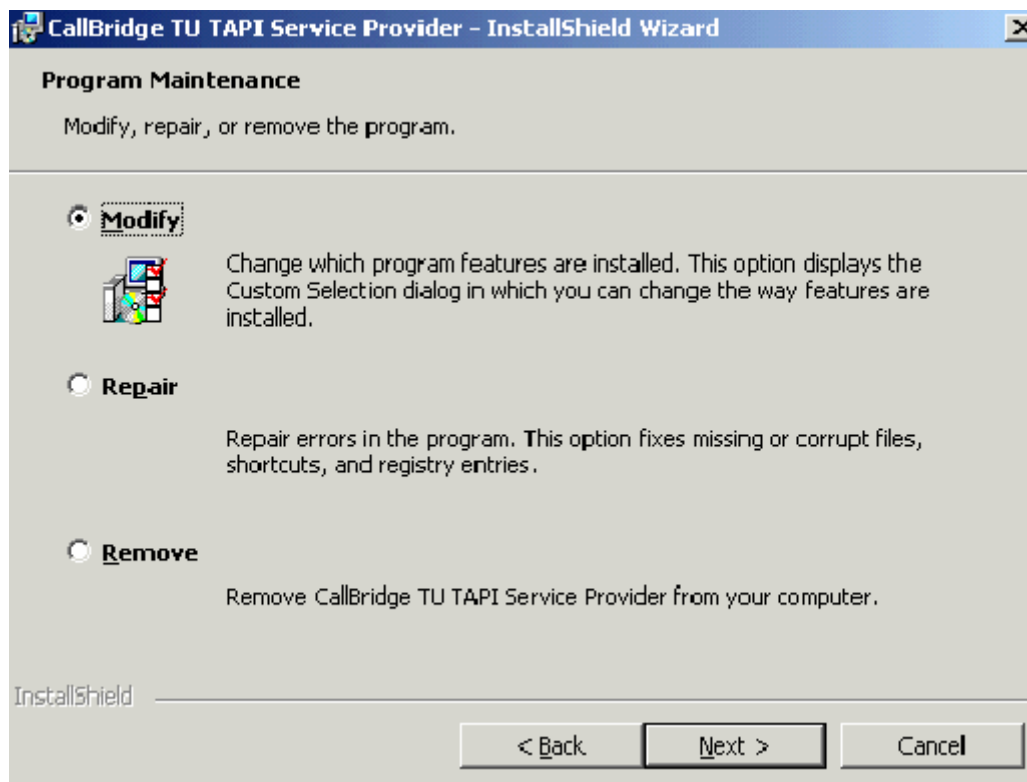 CallBridge TU TAPI Service Provider - InstallShield Wizard
Program Maintenance
Modify, repair, or remove the program.
Modify
Change which program features are installed. This option displays the
Custom Selection dialog in which you can change the way features are
installed.
Repair
Repair errors in the program. This option fixes missing or corrupt files,
shortcuts, and registry entries.
Remove
Remove CallBridge TU TAPI Service Provider from your computer.
InstallShield
< Back
Next >
Cancel